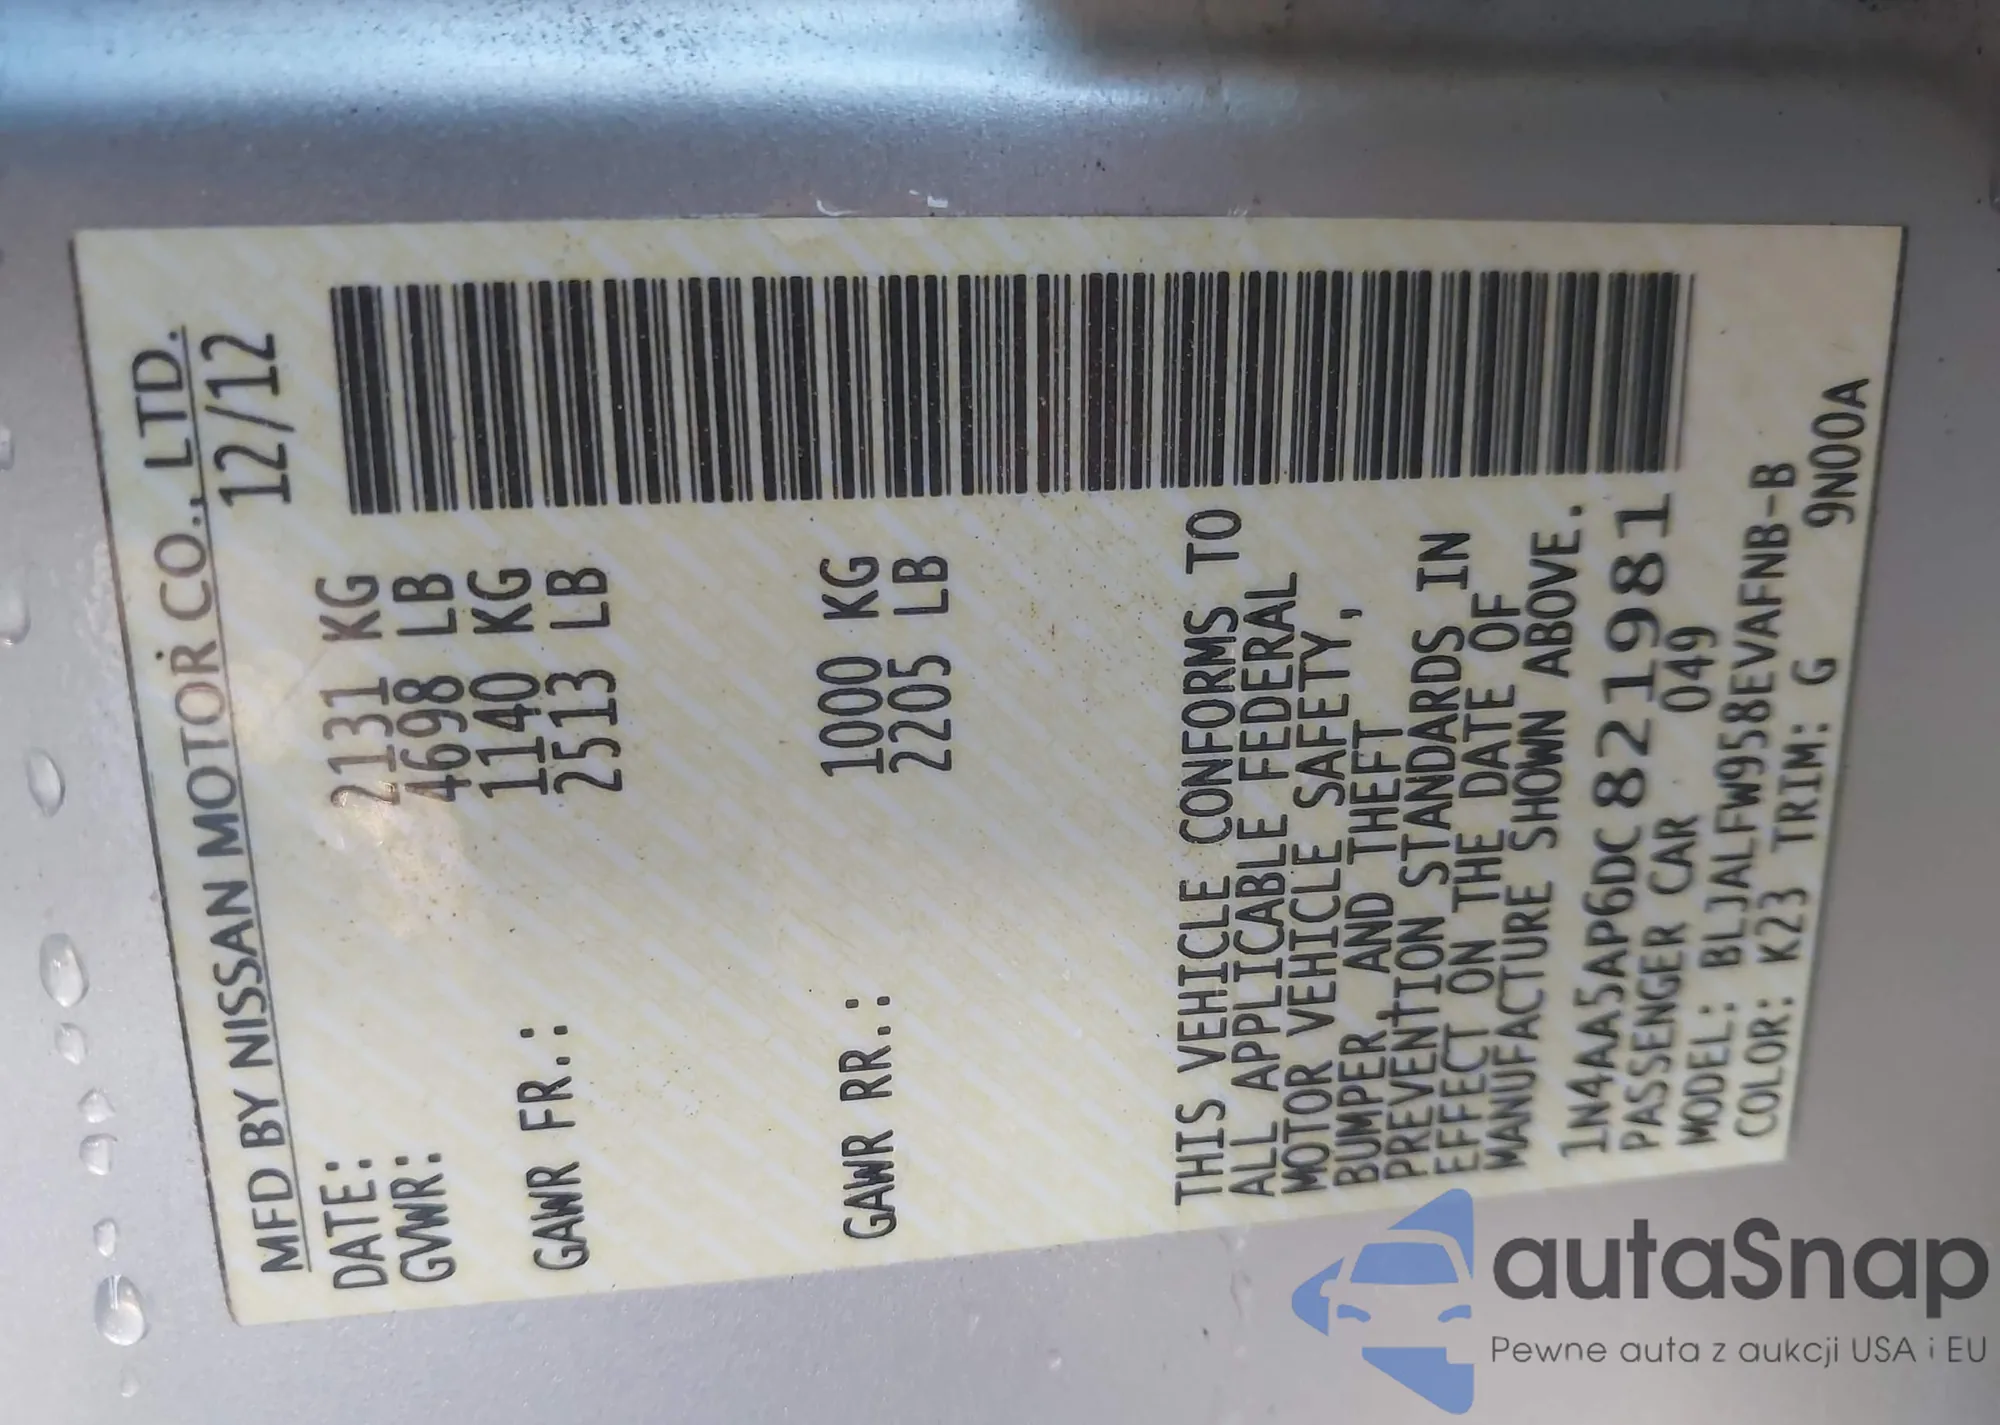 MFD BY NISSAN MOTOR CO., LTD.
DATE: 12/12
GVWR: 2131 KG
4698 LB
GAWR FR.: 1140 KG
2513 LB
GAWR RR.: 1000 KG
2205 LB
THIS VEHICLE CONFORMS TO
ALL APPLICABLE FEDERAL
MOTOR VEHICLE SAFETY,
BUMPER AND THEFT
PREVENTION STANDARDS IN
EFFECT ON THE DATE OF
MANUFACTURE SHOWN ABOVE.
1N4AA5AP6DC821981
PASSENGER CAR 049
MODEL: BLJALFW958EVAFNB-B
COLOR: K23 TRIM: G 9N00A
autaSnap
Pewne auta z aukcji USA i EU